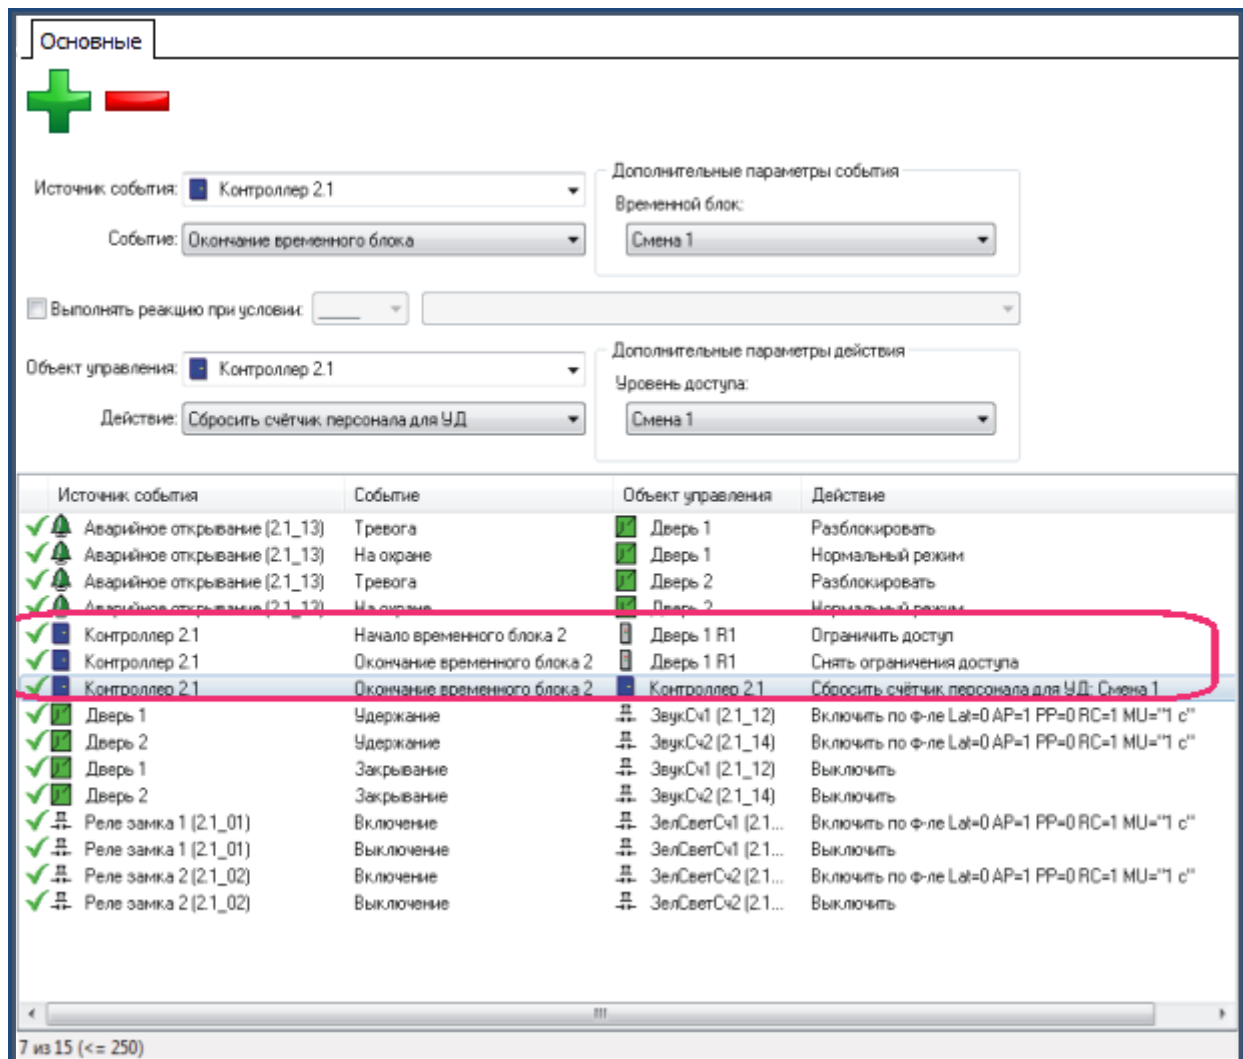 Основные
Дополнительные параметры события
Источник события: Контроллер 2.1
Временной блок:
Событие: Окончание временного блока Смена 1
Выполнять реакцию при условии: _____
Дополнительные параметры действия
Объект управления: Контроллер 2.1
Уровень доступа:
Действие: Сбросить счётчик персонала для УД Смена 1
Источник события Событие Объект управления Действие
Аварийное открывание (2.1_13) Тревога Дверь 1 Разблокировать
Аварийное открывание (2.1_13) На охране Дверь 1 Нормальный режим
Аварийное открывание (2.1_13) Тревога Дверь 2 Разблокировать
Аварийное открывание (2.1_13) На охране Дверь 2 Нормальный режим
Контроллер 2.1 Начало временного блока 2 Дверь 1 R1 Ограничить доступ
Контроллер 2.1 Окончание временного блока 2 Дверь 1 R1 Снять ограничения доступа
Контроллер 2.1 Окончание временного блока 2 Контроллер 2.1 Сбросить счётчик персонала для УД: Смена 1
Дверь 1 Удержание ЗвукСч1 (2.1_12) Включить по ф-ле Lat=0 AP=1 PP=0 RC=1 MU="1 с"
Дверь 2 Удержание ЗвукСч2 (2.1_14) Включить по ф-ле Lat=0 AP=1 PP=0 RC=1 MU="1 с"
Дверь 1 Закрывание ЗвукСч1 (2.1_12) Выключить
Дверь 2 Закрывание ЗвукСч2 (2.1_14) Выключить
Реле замка 1 (2.1_01) Включение ЗелСветСч1 (2.1... Включить по ф-ле Lat=0 AP=1 PP=0 RC=1 MU="1 с"
Реле замка 1 (2.1_01) Выключение ЗелСветСч1 (2.1... Выключить
Реле замка 2 (2.1_02) Включение ЗелСветСч2 (2.1... Включить по ф-ле Lat=0 AP=1 PP=0 RC=1 MU="1 с"
Реле замка 2 (2.1_02) Выключение ЗелСветСч2 (2.1... Выключить
7 из 15 (<= 250)